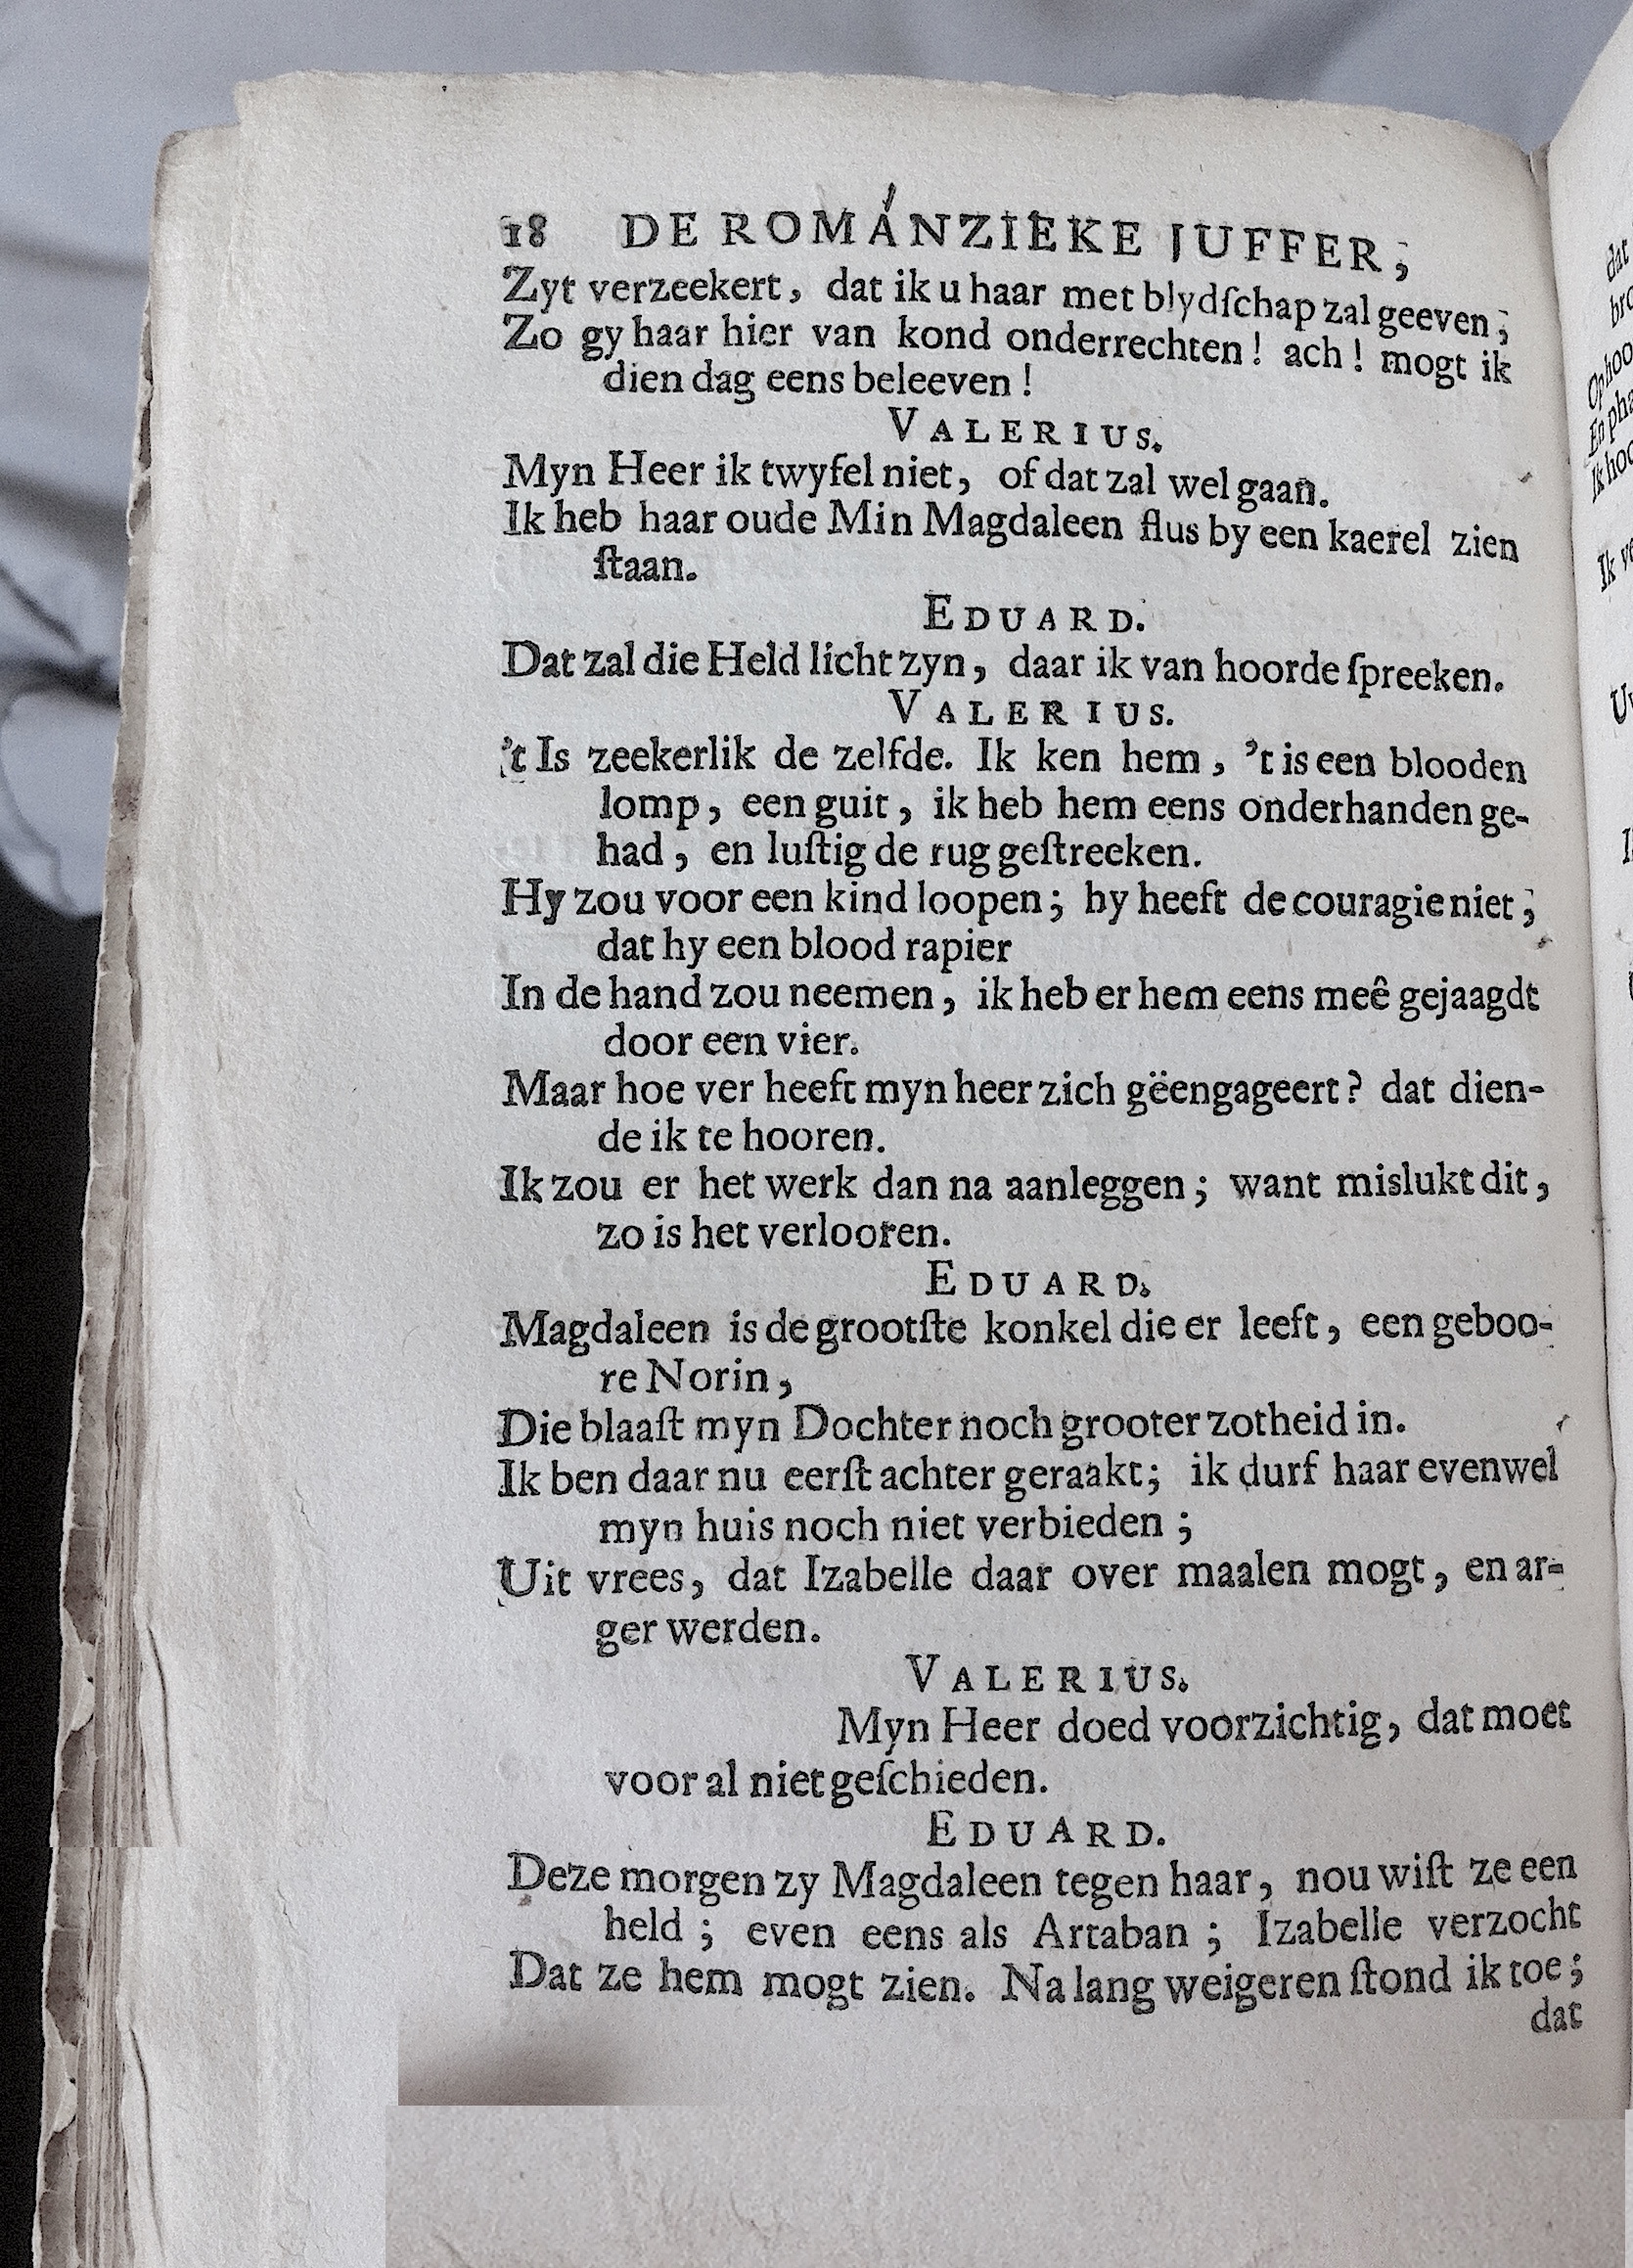 18 DE ROMANZIEKE JUFFER,
Zyt verzeekert, dat ik u haar met blydſchap zal geeven;
Zo gy haar hier van kond onderrechten! ach! mogt ik
dien dag eens beleeven!
VALERIUS.
Myn Heer ik twyfel niet, of dat zal wel gaan.
Ik heb haar oude Min Magdaleen flus by een kaerel zien
ſtaan.
EDUARD.
Dat zal die Held licht zyn, daar ik van hoorde ſpreeken.
VALERIUS.
't Is zeekerlik de zelfde. Ik ken hem, 't is een blooden
lomp, een guit, ik heb hem eens onderhanden ge-
had, en luſtig de rug geſtreeken.
Hy zou voor een kind loopen; hy heeft de couragie niet,
dat hy een blood rapier
In de hand zou neemen, ik heb er hem eens meê gejaagdt
door een vier.
Maar hoe ver heeft myn heer zich gëengageert? dat dien-
de ik te hooren.
Ik zou er het werk dan na aanleggen; want mislukt dit,
zo is het verlooren.
EDUARD.
Magdaleen is de grootſte konkel die er leeft, een geboo-
re Norin,
Die blaaſt myn Dochter noch grooter zotheid in.
Ik ben daar nu eerſt achter geraakt; ik durf haar evenwel
myn huis noch niet verbieden;
Uit vrees, dat Izabelle daar over maalen mogt, en ar-
ger werden.
VALERIUS.
Myn Heer doed voorzichtig, dat moet
voor al niet geſchieden.
EDUARD.
Deze morgen zy Magdaleen tegen haar, nou wiſt ze een
held; even eens als Artaban; Izabelle verzocht
Dat ze hem mogt zien. Na lang weigeren ſtond ik toe;
dat